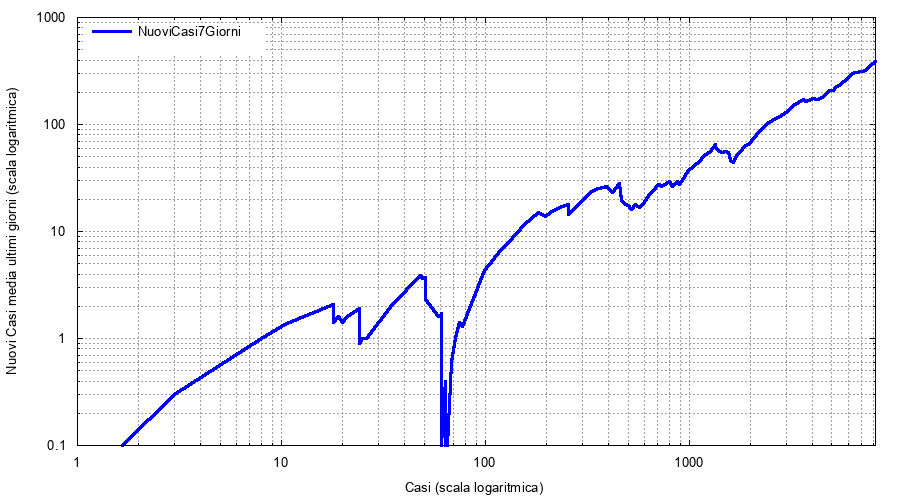 1000
NuoviCasi7Giorni
100
10
1
0.1
Nuovi Casi media ultimi giorni (scala logaritmica)
1 10 100 1000
Casi (scala logaritmica)